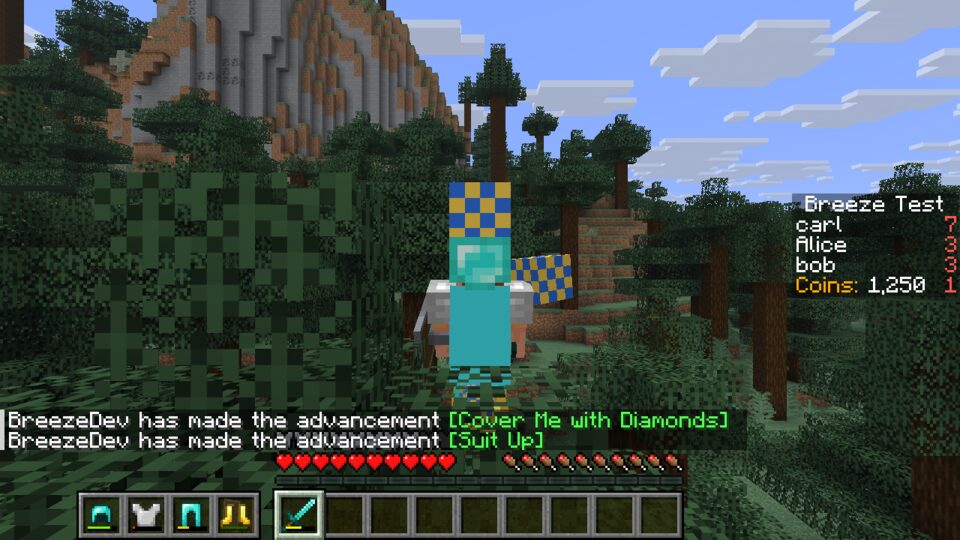 Breeze Test
carl 7
Alice 3
bob 3
Coins: 1,250 1
BreezeDev has made the advancement [Cover Me with Diamonds]
BreezeDev has made the advancement [Suit Up]